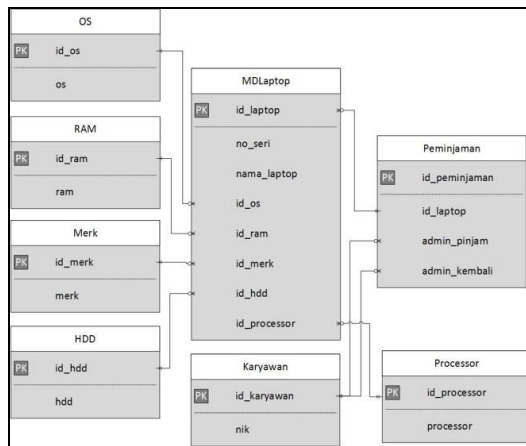 OS
PK id_os
os
RAM
PK id_ram
ram
Merk
PK id_merk
merk
HDD
PK id_hdd
hdd
MDLaptop
PK id_laptop
no_seri
nama_laptop
id_os
id_ram
id_merk
id_hdd
id_processor
Karyawan
PK id_karyawan
nik
Peminjaman
PK id_peminjaman
id_laptop
admin_pinjam
admin_kembali
Processor
PK id_processor
processor